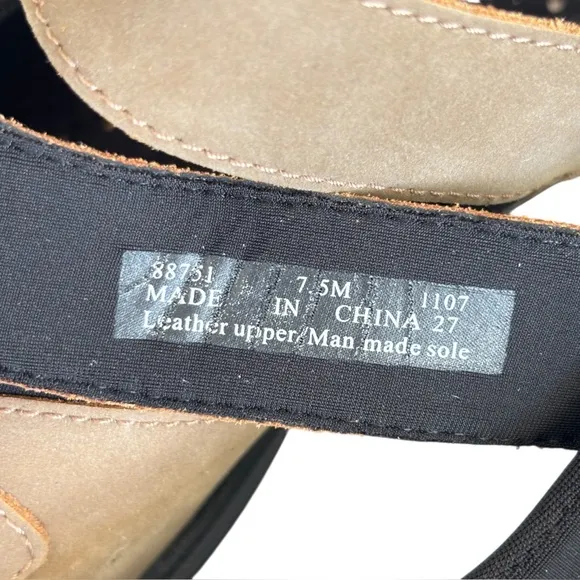 88751 7.5M 1107
MADE IN CHINA 27
Leather upper/Man made sole